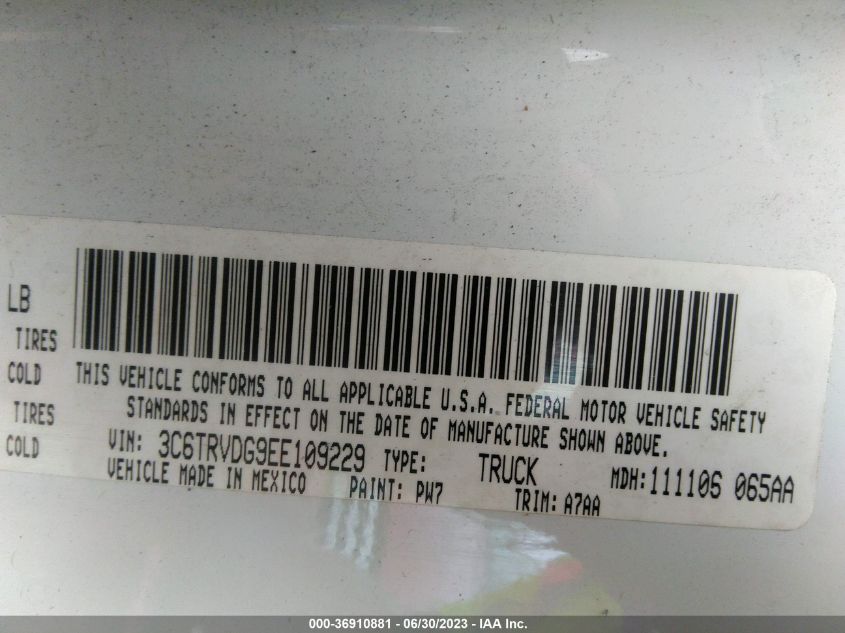 LB
TIRES
COLD
TIRES
COLD
THIS VEHICLE CONFORMS TO ALL APPLICABLE U.S.A. FEDERAL MOTOR VEHICLE SAFETY
STANDARDS IN EFFECT ON THE DATE OF MANUFACTURE SHOWN ABOVE.
VIN: 3C6TRVDG9EE109229 TYPE: TRUCK MDH:111106 065AA
VEHICLE MADE IN MEXICO PAINT: PW7 TRIM: A7AA
000-36910881 - 06/30/2023 - IAA Inc.